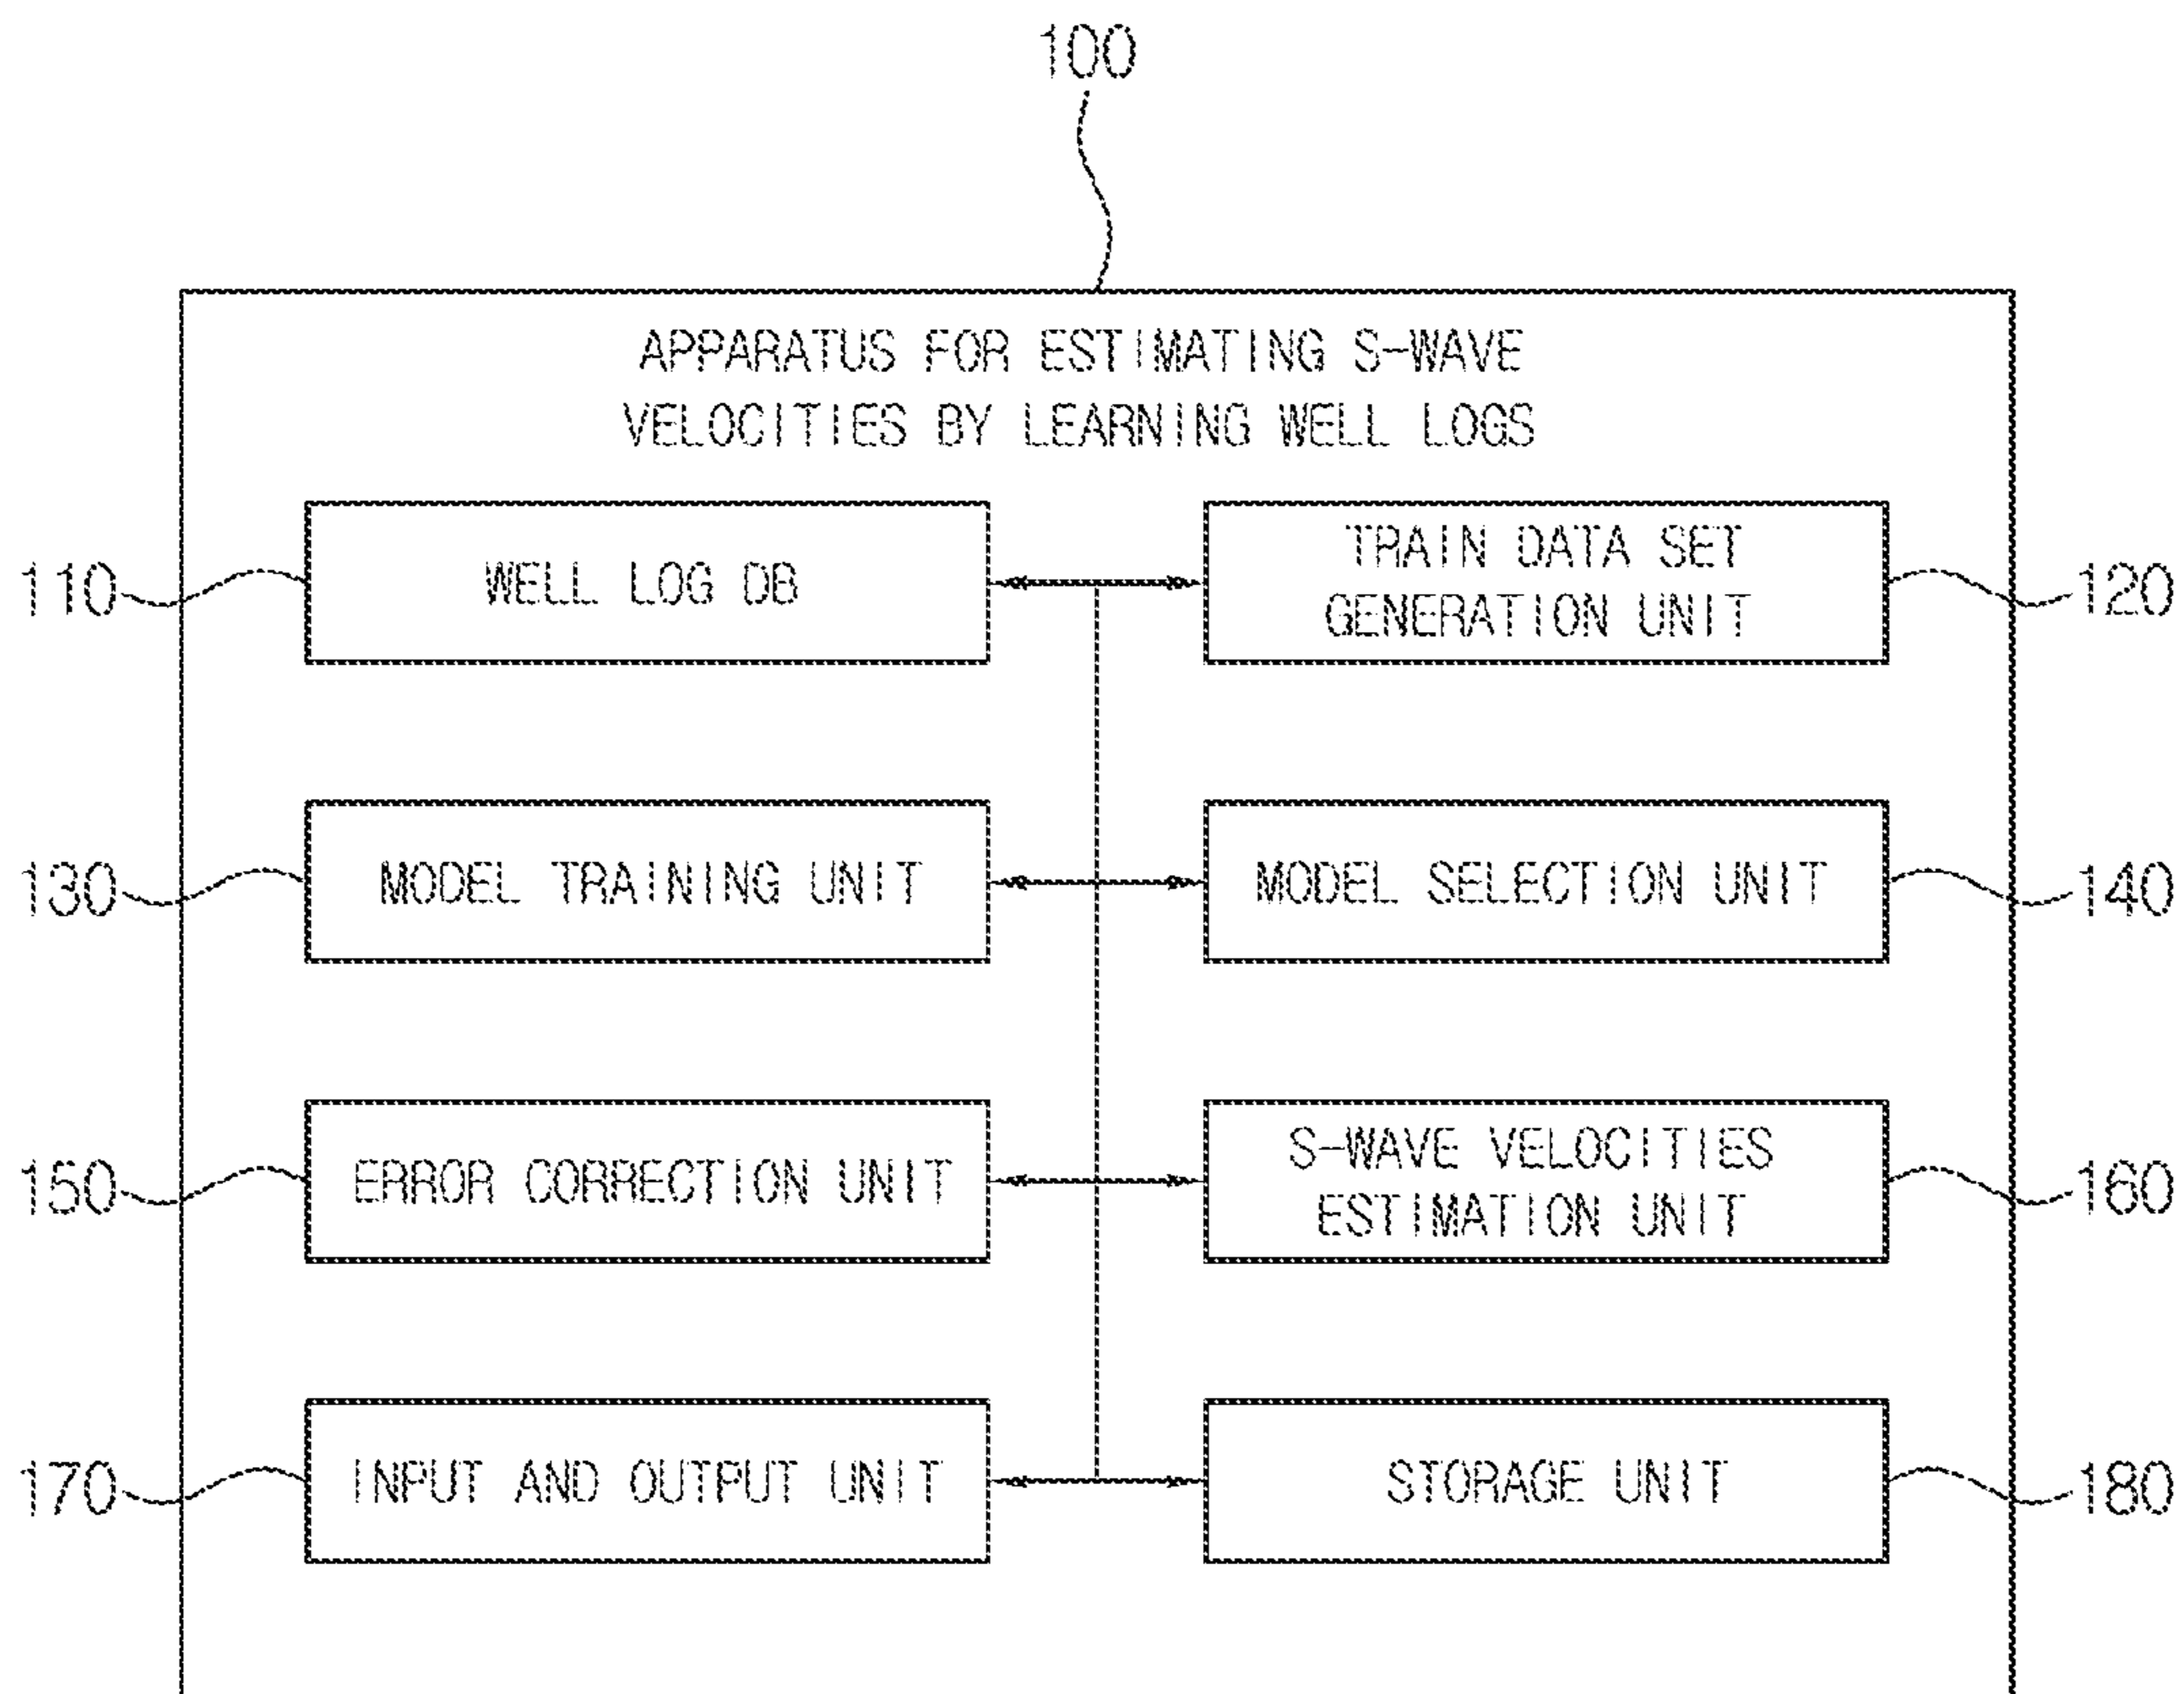 100
APPARATUS FOR ESTIMATING S-WAVE
VELOCITIES BY LEARNING WELL LOGS
110
WELL LOG DB
TRAIN DATA SET
GENERATION UNIT
120
130
MODEL TRAINING UNIT
MODEL SELECTION UNIT
140
150
ERROR CORRECTION UNIT
S-WAVE VELOCITIES
ESTIMATION UNIT
160
170
INPUT AND OUTPUT UNIT
STORAGE UNIT
180